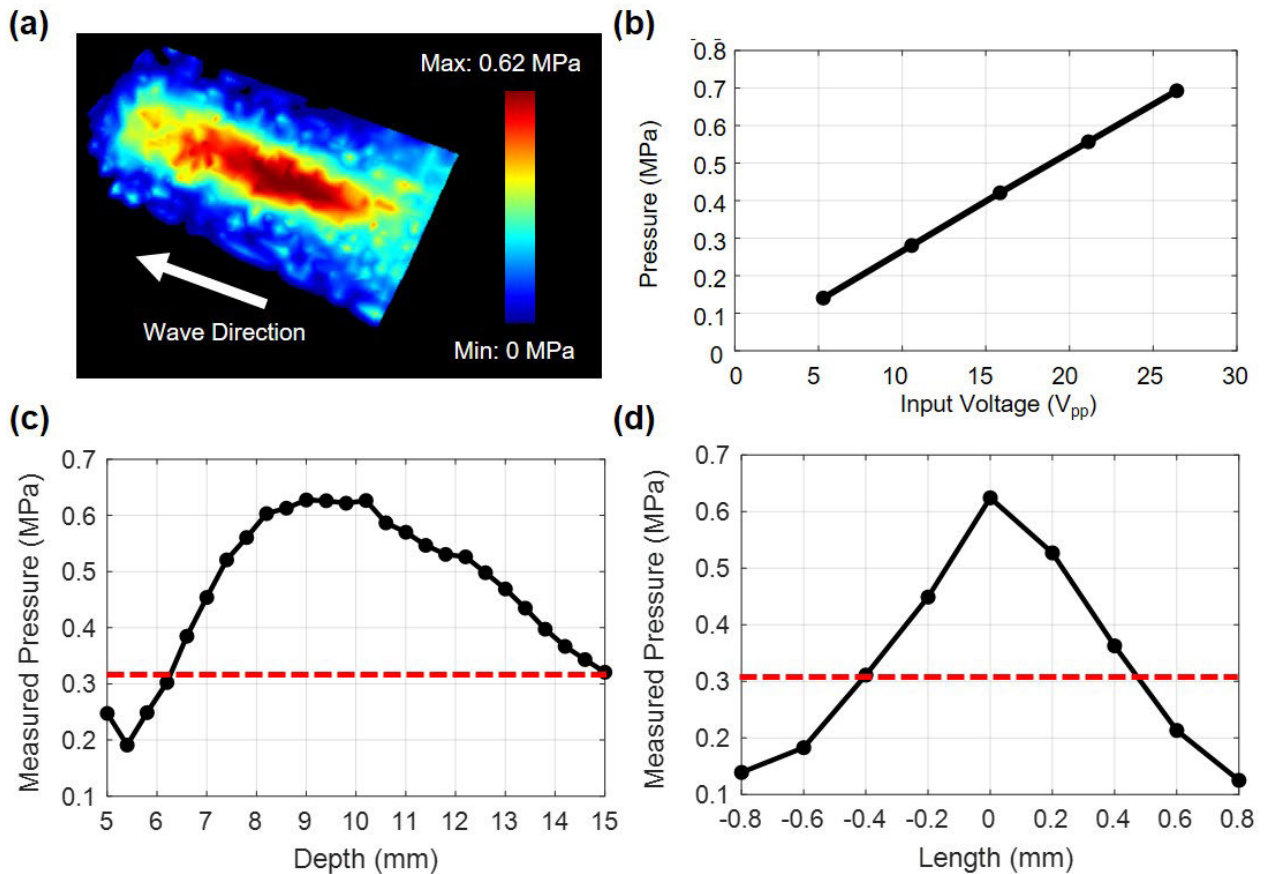 (a)
Max: 0.62 MPa
Wave Direction
Min: 0 MPa
(b)
0.8
0.7
0.6
0.5
0.4
0.3
0.2
0.1
0
Pressure (MPa)
0 5 10 15 20 25 30
Input Voltage (Vpp)
(c)
0.7
0.6
0.5
0.4
0.3
0.2
0.1
Measured Pressure (MPa)
5 6 7 8 9 10 11 12 13 14 15
Depth (mm)
(d)
0.7
0.6
0.5
0.4
0.3
0.2
0.1
Measured Pressure (MPa)
-0.8 -0.6 -0.4 -0.2 0 0.2 0.4 0.6 0.8
Length (mm)